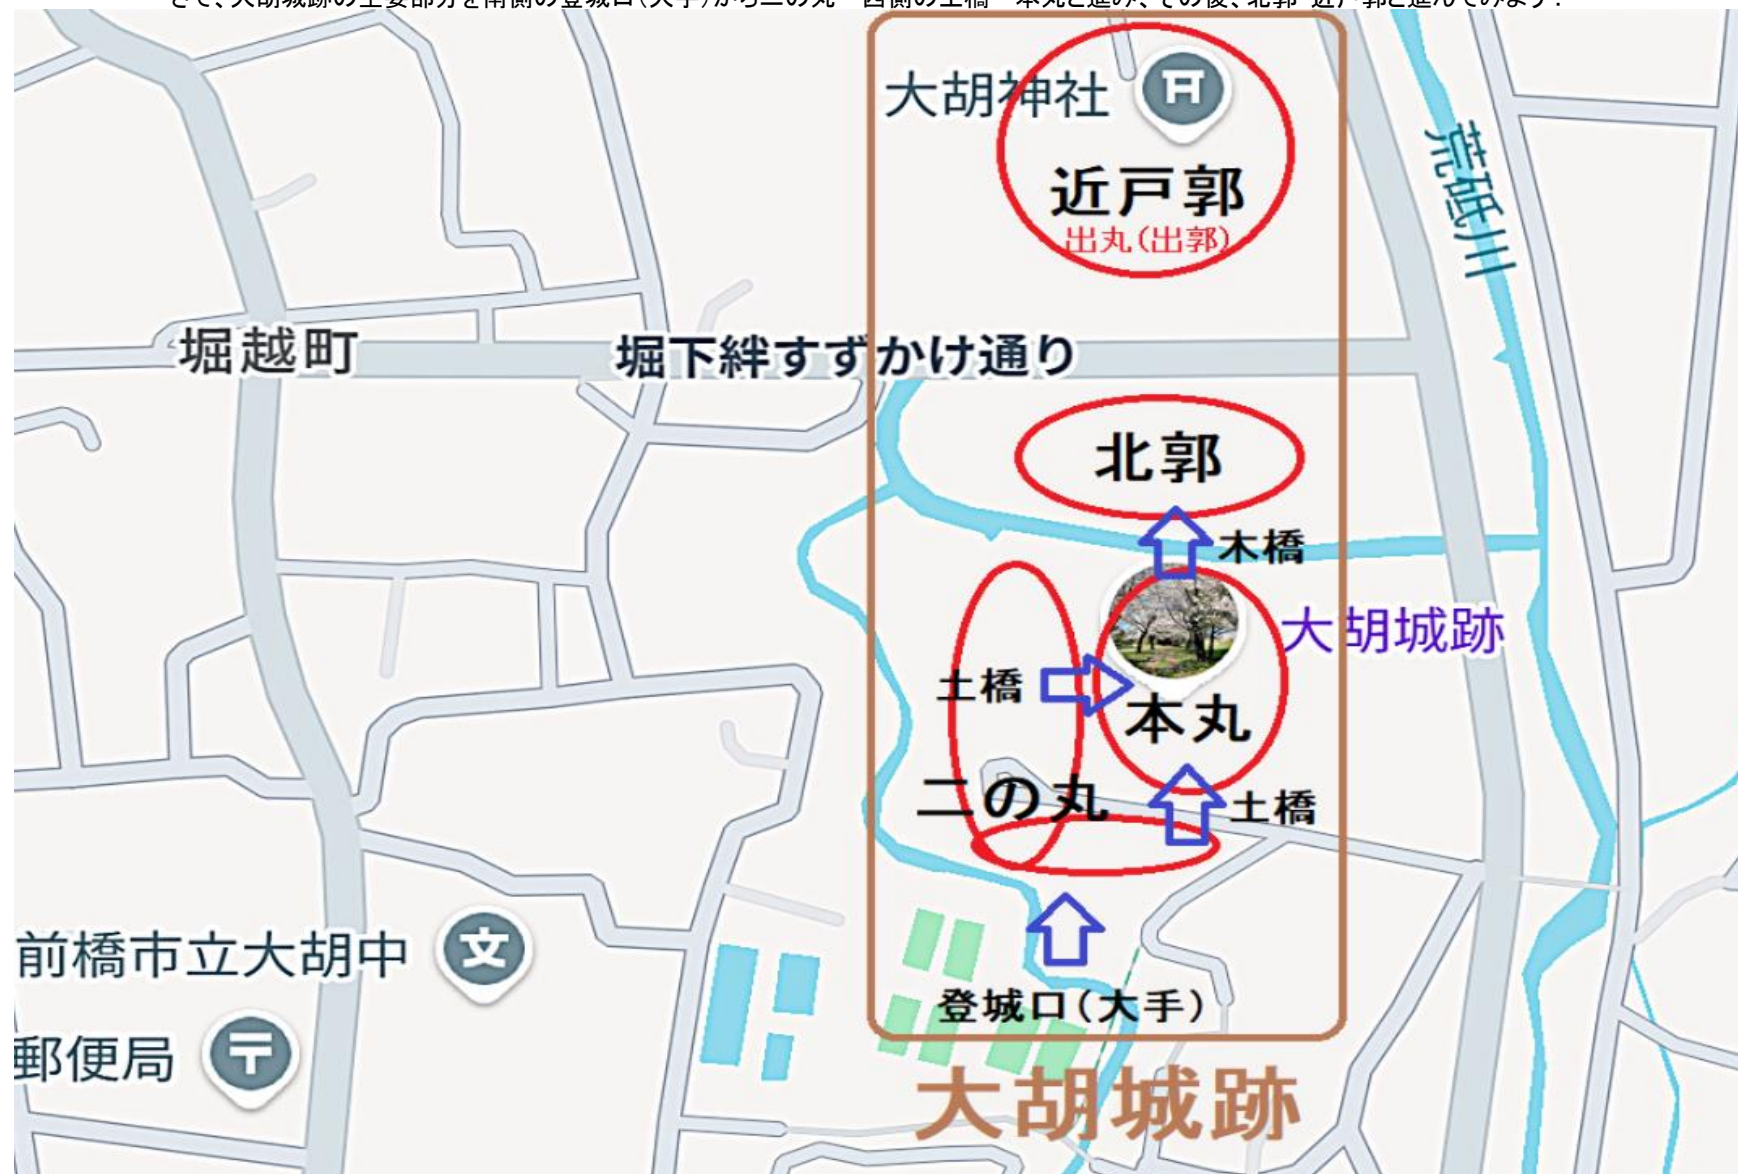 大胡神社
近戸郭
出丸(出郭)
荒砥川
堀越町
堀下絆すずかけ通り
北郭
木橋
大胡城跡
土橋
本丸
二の丸
土橋
前橋市立大胡中
文
登城口(大手)
郵便局
〒
大胡城跡